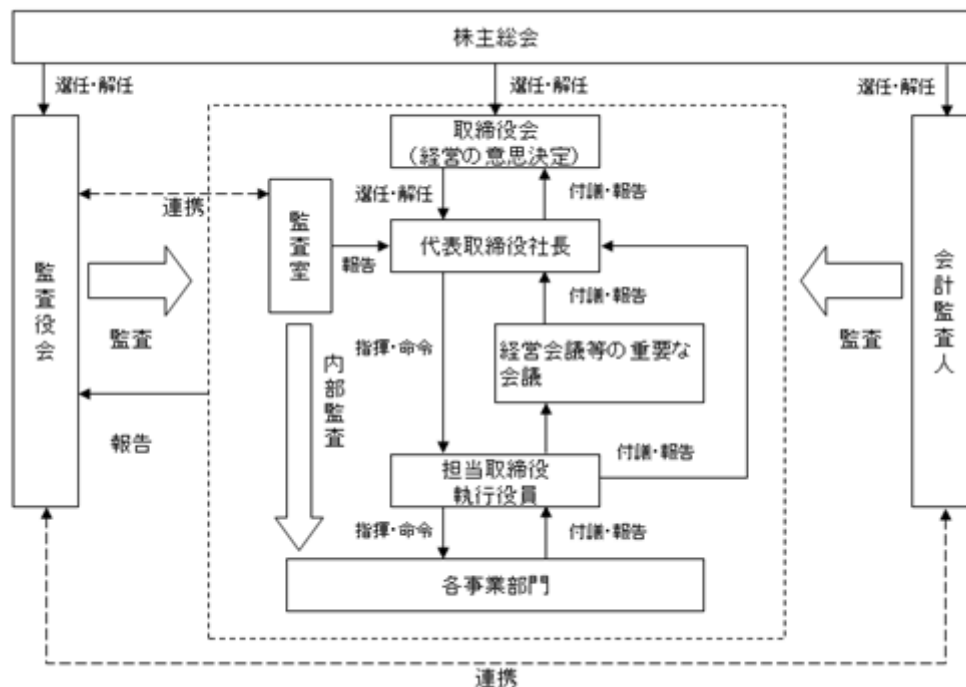 株主総会
選任・解任
選任・解任
選任・解任
取締役会
(経営の意思決定)
連携
選任・解任
付議・報告
監査室
代表取締役社長
報告
監査役会
会計監査人
監査
付議・報告
監査
指揮・命令
経営会議等の重要な
会議
内部監査
報告
付議・報告
担当取締役
執行役員
指揮・命令
付議・報告
各事業部門
連携